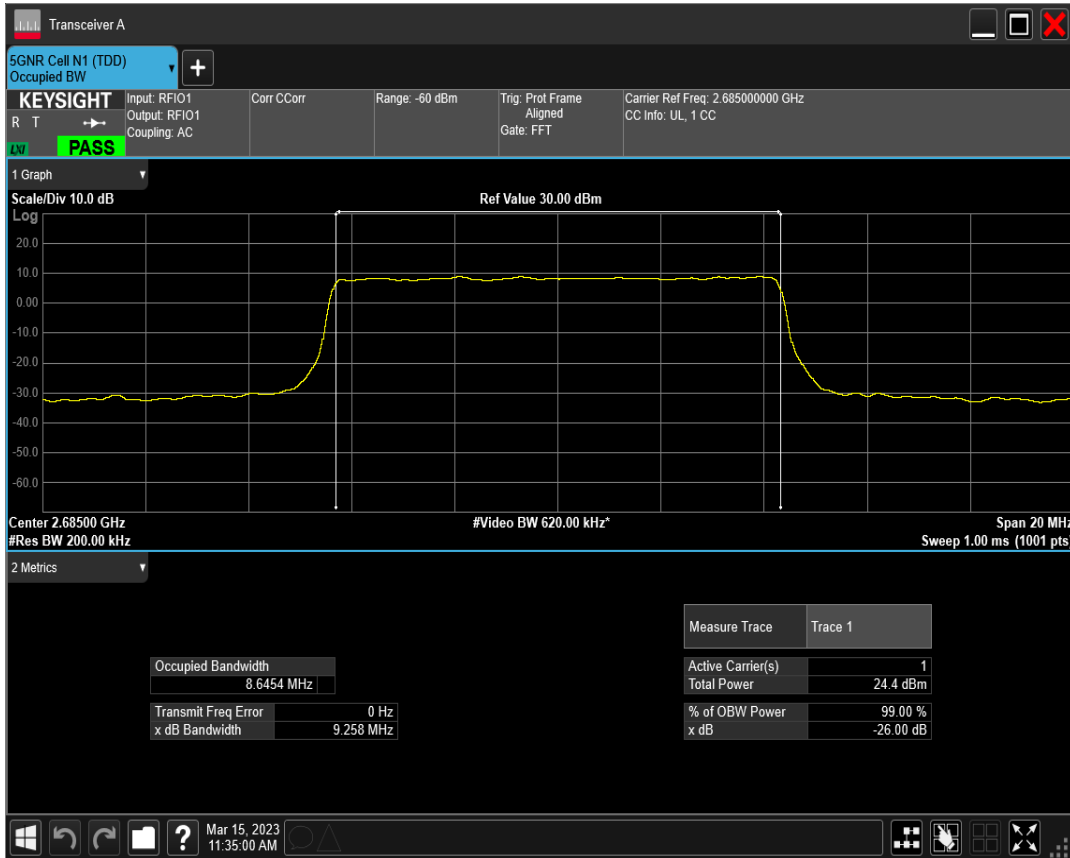 Transceiver A
5GNR Cell N1 (TDD)
Occupied BW
+
KEYSIGHT
R T
LXI
PASS
Input: RFIO1
Output: RFIO1
Coupling: AC
Corr CCorr
Range: -60 dBm
Trig: Prot Frame
Aligned
Gate: FFT
Carrier Ref Freq: 2.685000000 GHz
CC Info: UL, 1 CC
1 Graph
Scale/Div 10.0 dB
Ref Value 30.00 dBm
Log
20.0
10.0
0.00
-10.0
-20.0
-30.0
-40.0
-50.0
-60.0
Center 2.68500 GHz
#Video BW 620.00 kHz*
Span 20 MHz
#Res BW 200.00 kHz
Sweep 1.00 ms (1001 pts)
2 Metrics
Measure Trace Trace 1
Occupied Bandwidth
8.6454 MHz
Active Carrier(s) 1
Total Power 24.4 dBm
Transmit Freq Error 0 Hz
x dB Bandwidth 9.258 MHz
% of OBW Power 99.00 %
x dB -26.00 dB
?
Mar 15, 2023
11:35:00 AM